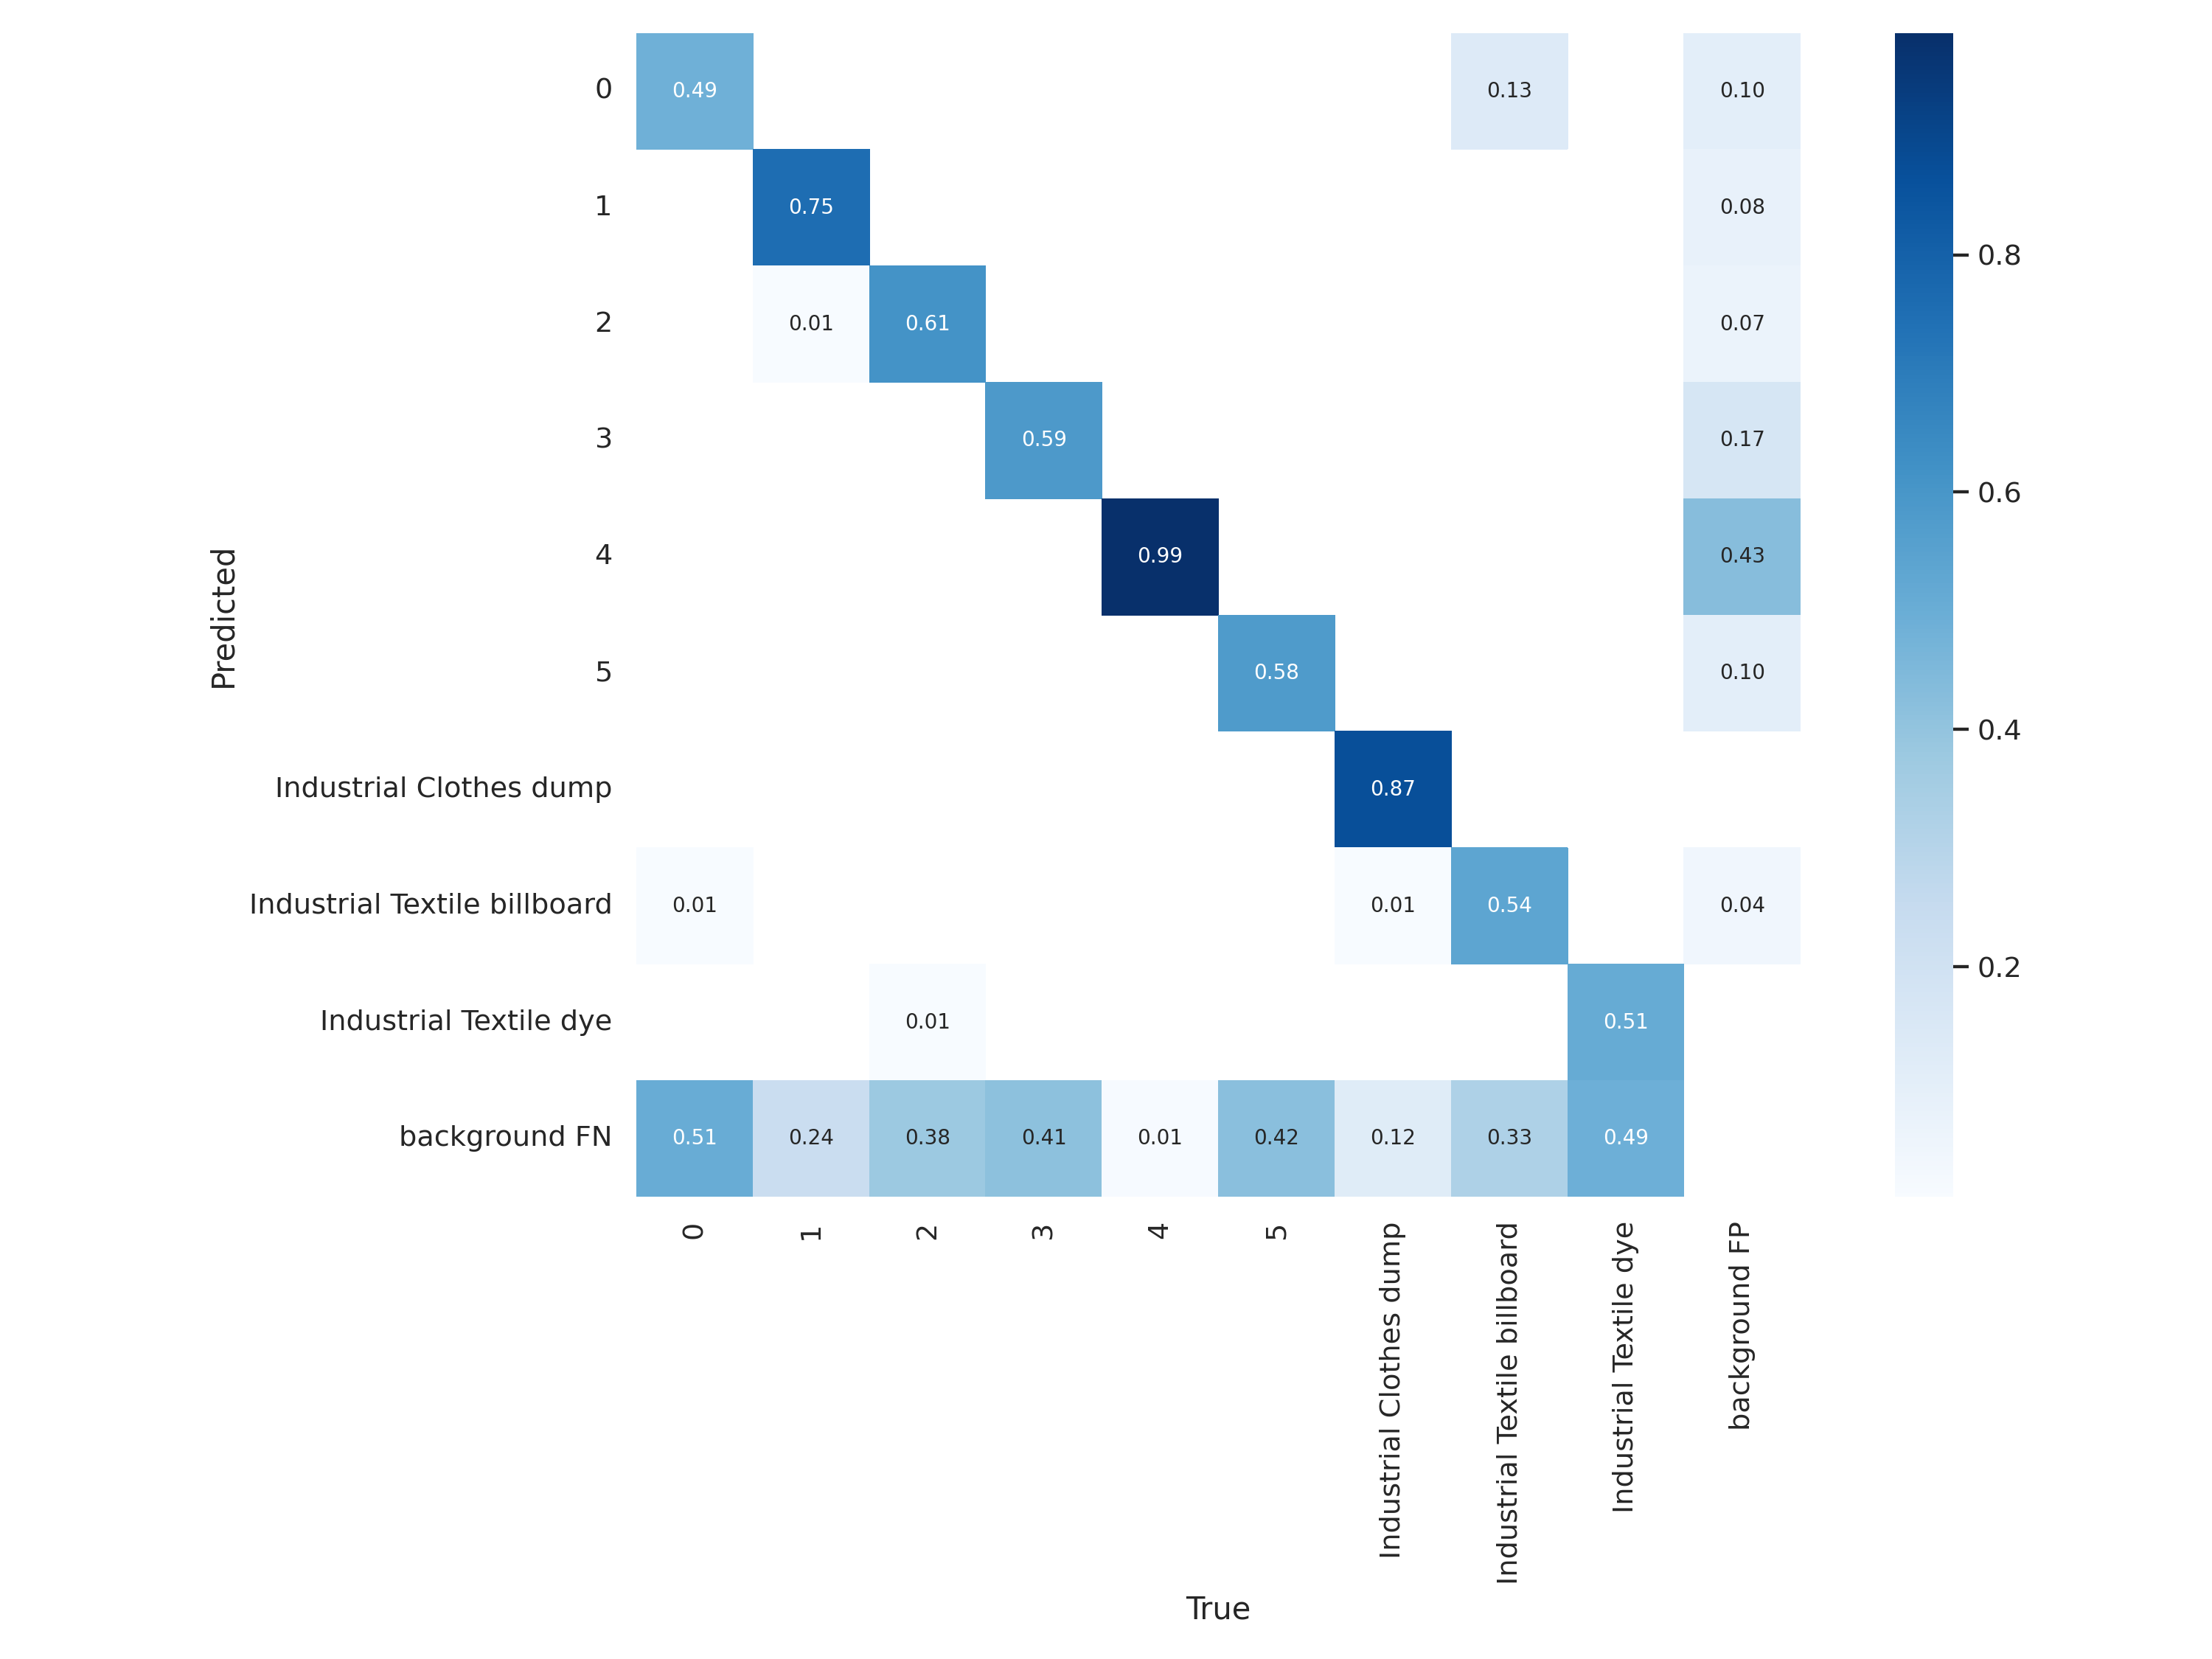 0 0.49 0.13 0.10
1 0.75 0.08
2 0.01 0.61 0.07
3 0.59 0.17
4 0.99 0.43
5 0.58 0.10
Industrial Clothes dump 0.87
Industrial Textile billboard 0.01 0.01 0.54 0.04
Industrial Textile dye 0.01 0.51
background FN 0.51 0.24 0.38 0.41 0.01 0.42 0.12 0.33 0.49
Predicted
0
1
2
3
4
5
Industrial Clothes dump
Industrial Textile billboard
Industrial Textile dye
background FP
True
0.8
0.6
0.4
0.2